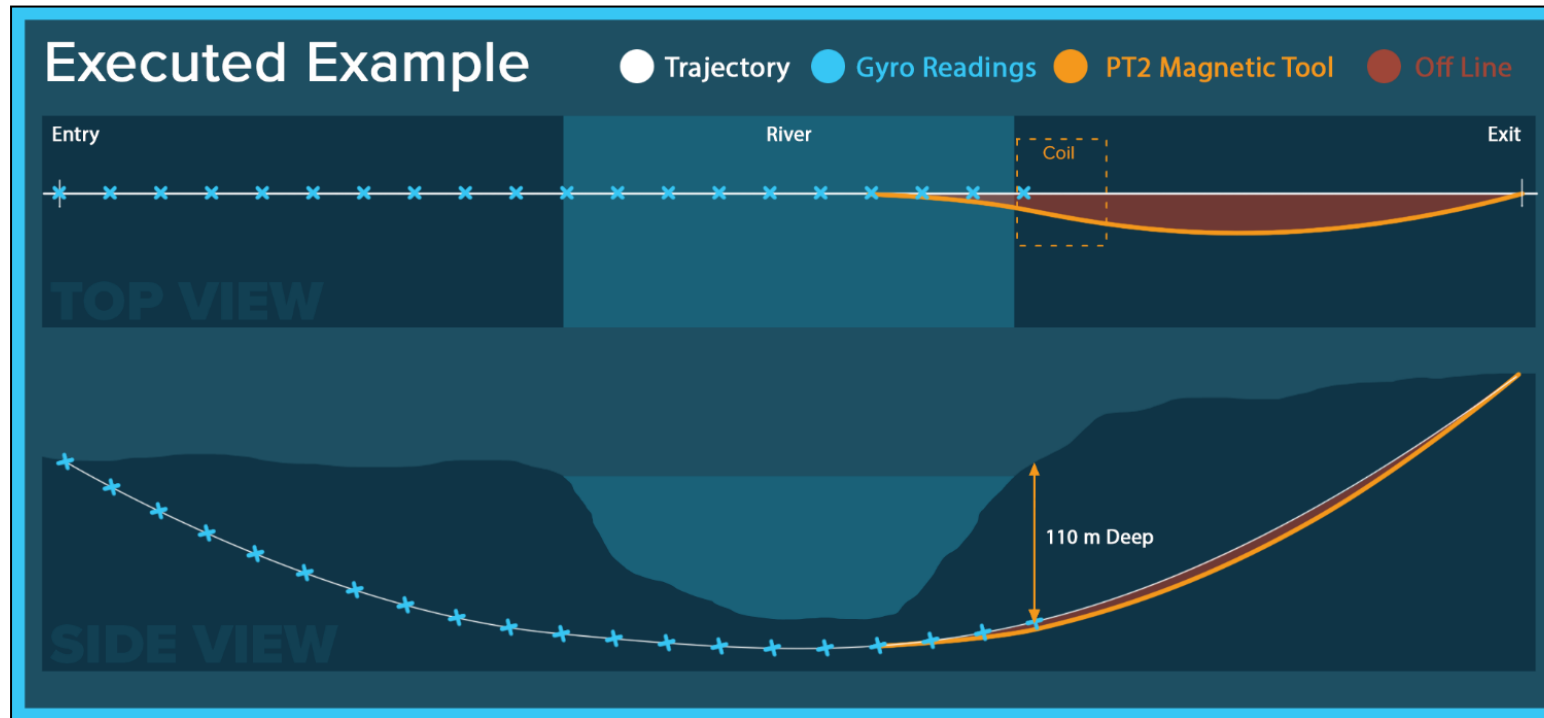 Executed Example
Trajectory
Gyro Readings
PT2 Magnetic Tool
Off Line
Entry
River
Exit
Coil
TOP VIEW
110 m Deep
SIDE VIEW